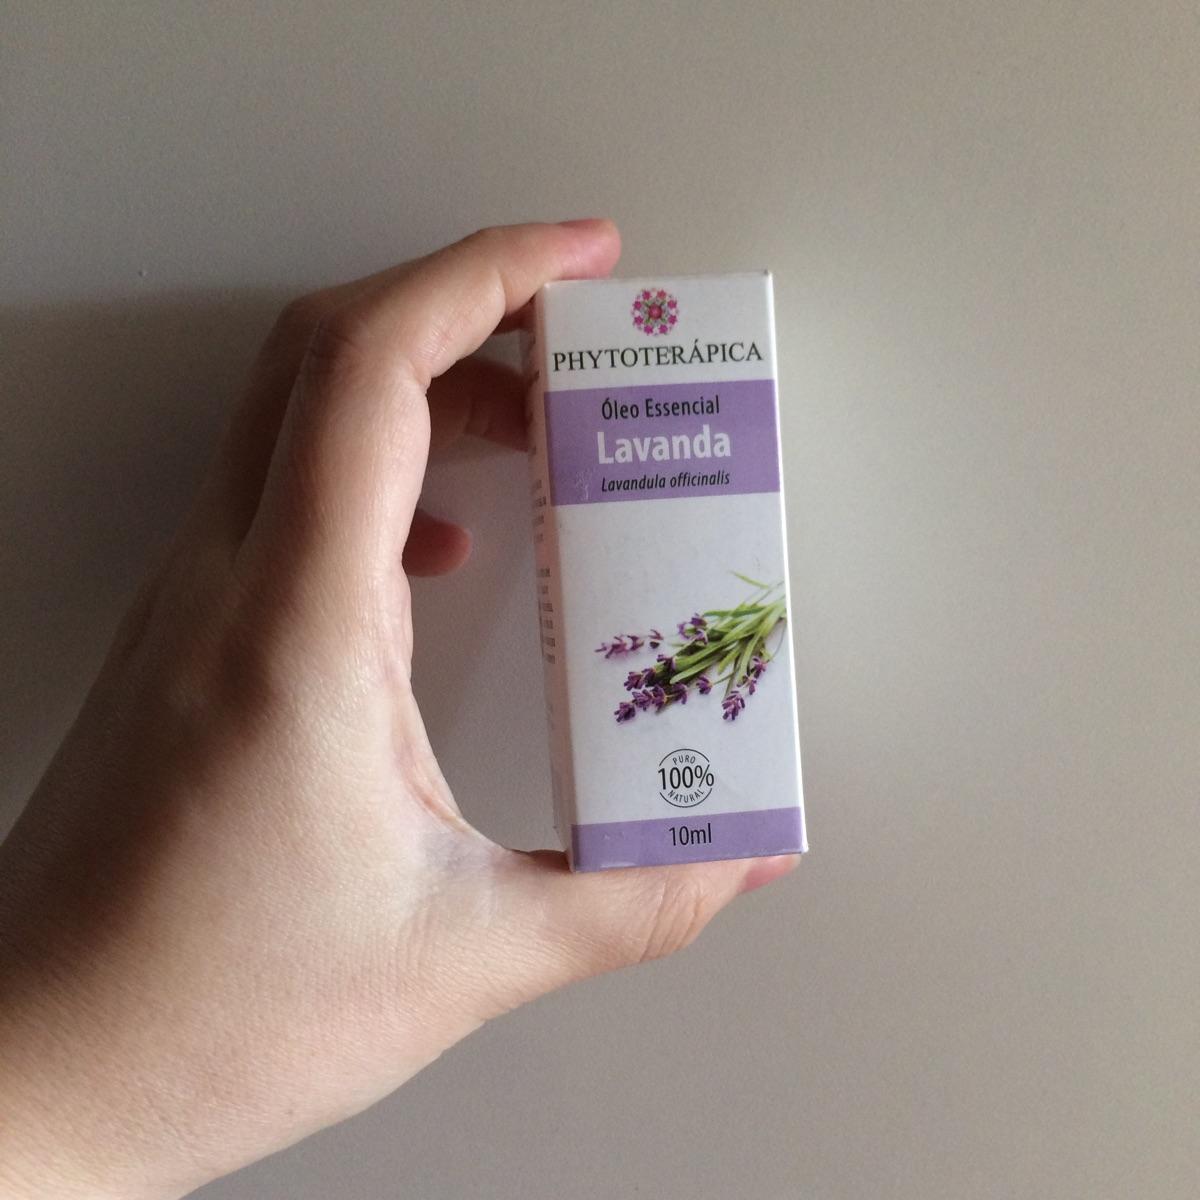 PHYTOTERÁPICA
Óleo Essencial
Lavanda
Lavandula officinalis
PURO
100%
NATURAL
10ml